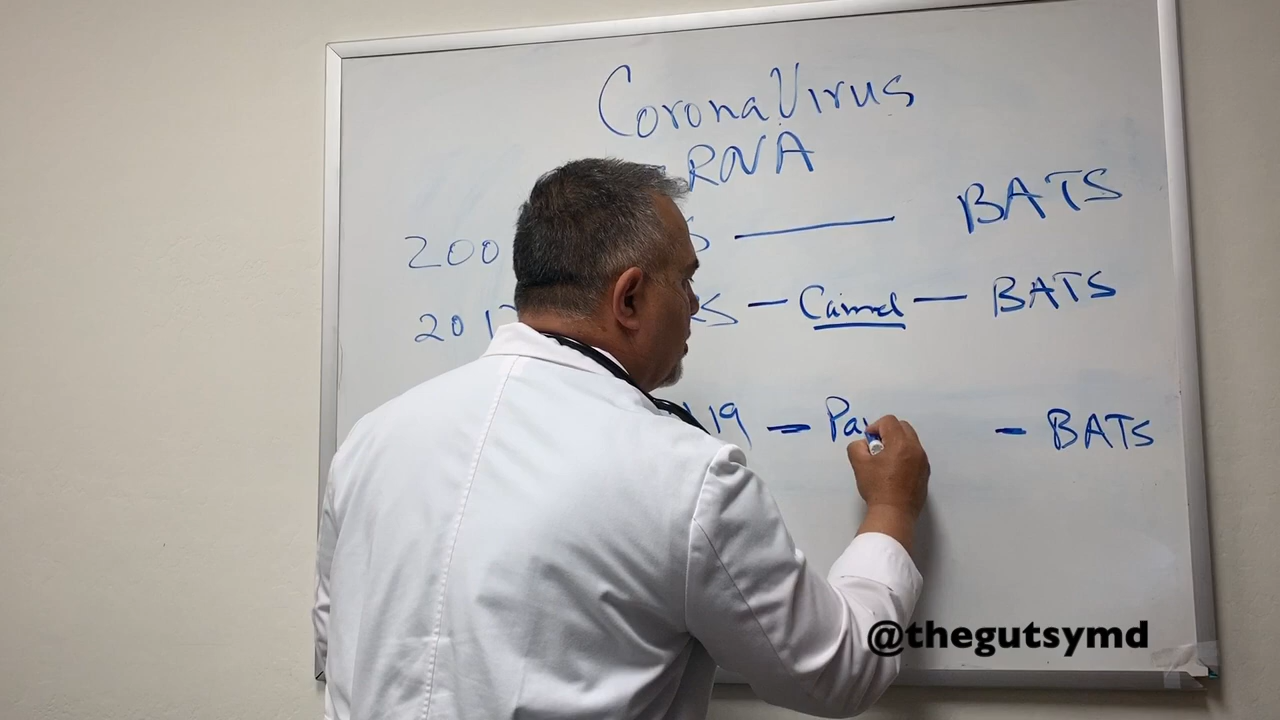 CoronaVirus
RNA
200 S — BATS
201 S — Camel — BATS
19 — Pa - BATS
@thegutsymd